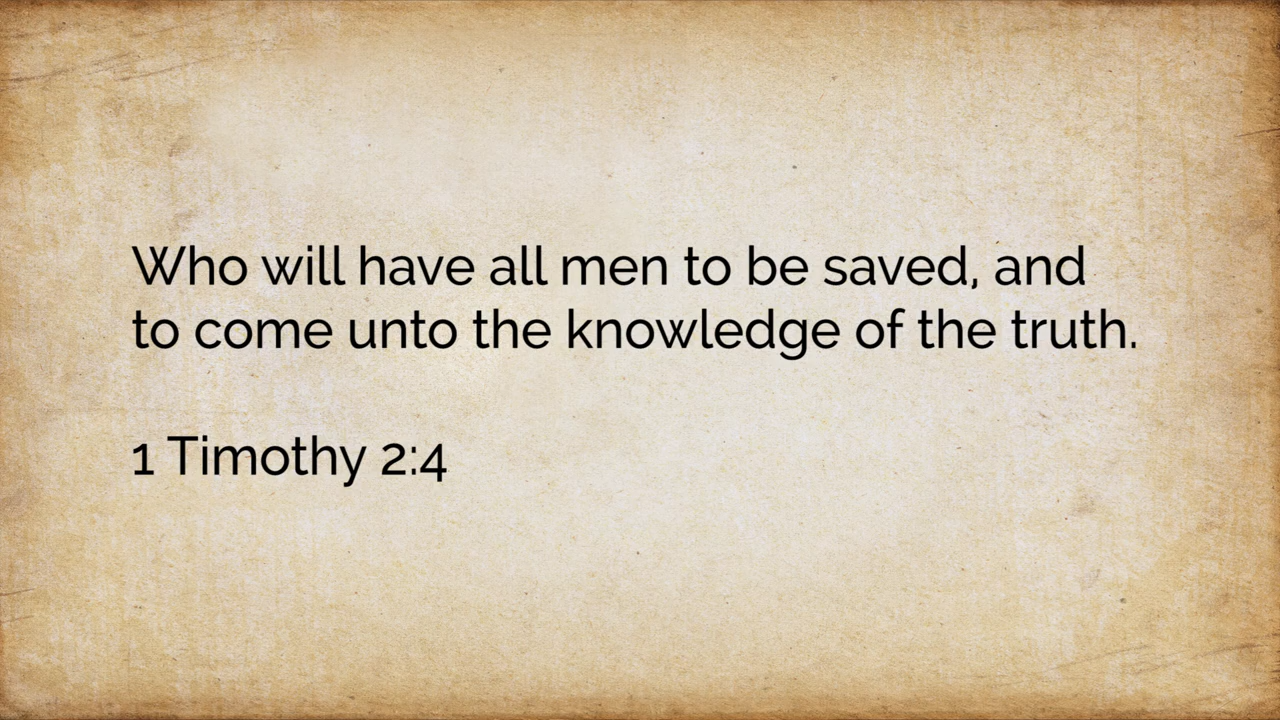 Who will have all men to be saved, and
to come unto the knowledge of the truth.
1 Timothy 2:4